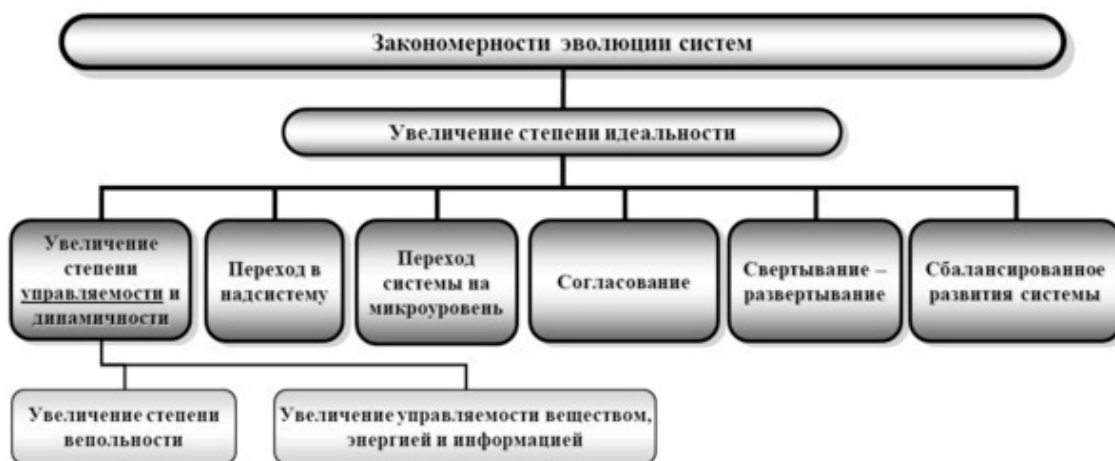 Закономерности эволюции систем
Увеличение степени идеальности
Увеличение
степени
управляемости и
динамичности
Переход в
надсистему
Переход
системы на
микроуровень
Согласование
Свертывание –
развертывание
Сбалансированное
развития системы
Увеличение степени
вепольности
Увеличение управляемости веществом,
энергией и информацией